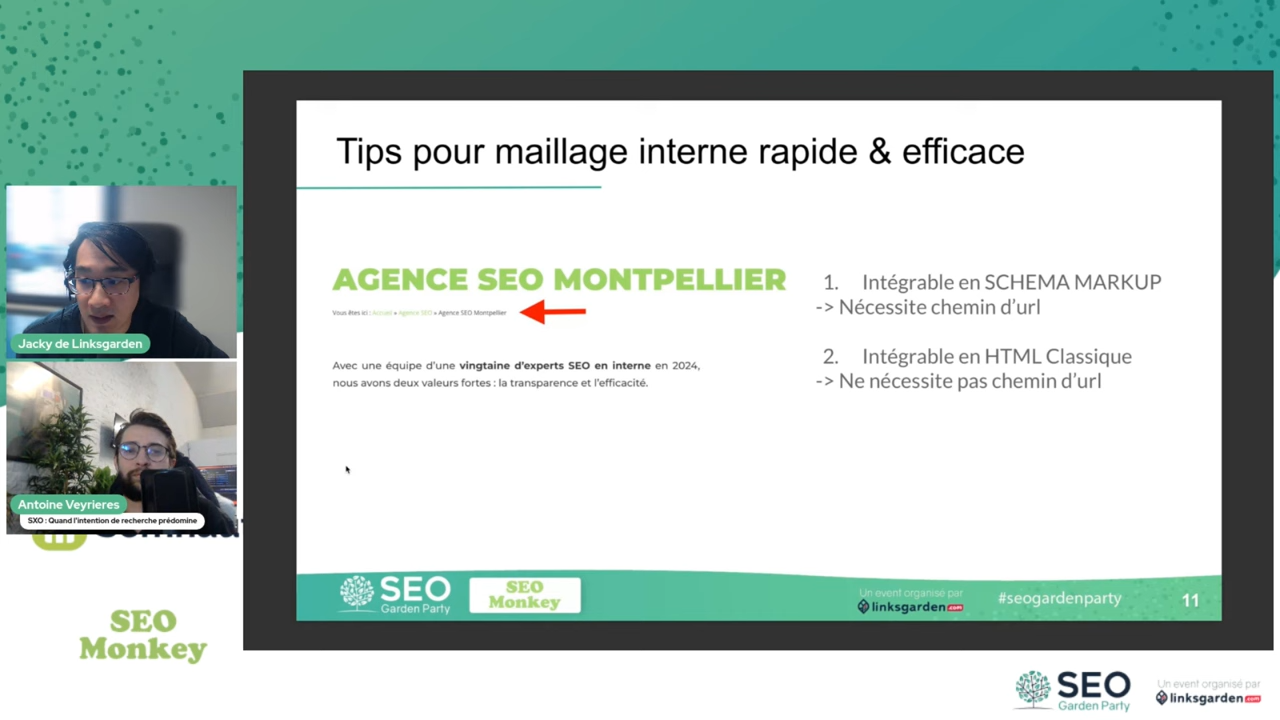 Tips pour maillage interne rapide & efficace
AGENCE SEO MONTPELLIER
Vous êtes ici : Accueil » Agence SEO » Agence SEO Montpellier
Avec une équipe d'une vingtaine d'experts SEO en interne en 2024,
nous avons deux valeurs fortes : la transparence et l'efficacité.
1. Intégrable en SCHEMA MARKUP
-> Nécessite chemin d'url
2. Intégrable en HTML Classique
-> Ne nécessite pas chemin d'url
SEO
Garden Party
SEO
Monkey
Un event organisé par
linksgarden.com
#seogardenparty
11
Jacky de Linksgarden
Antoine Veyrieres
SXO : Quand l'intention de recherche prédomine
SEO
Monkey
SEO
Garden Party
Un event organisé par
linksgarden.com